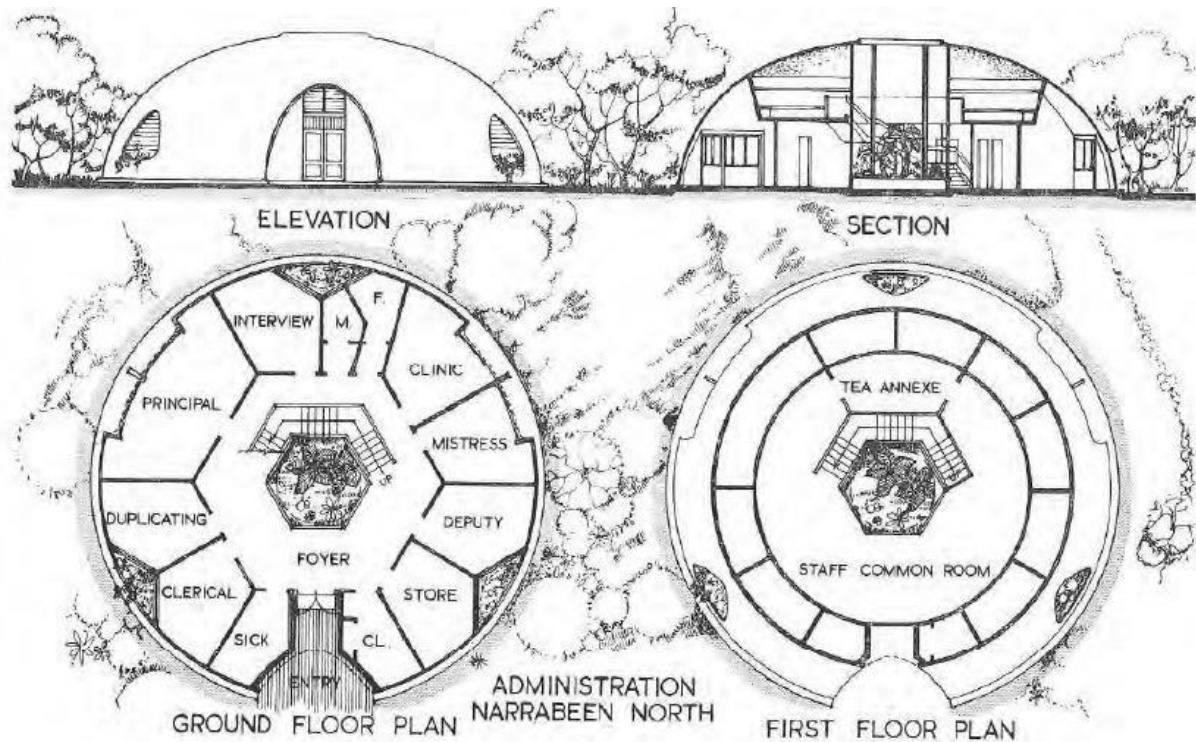 ELEVATION
SECTION
INTERVIEW
M.
F.
CLINIC
PRINCIPAL
MISTRESS
UP
DUPLICATING
DEPUTY
FOYER
CLERICAL
STORE
SICK
CL.
ENTRY
GROUND FLOOR PLAN
TEA ANNEXE
STAFF COMMON ROOM
ADMINISTRATION
NARRABEEN NORTH
FIRST FLOOR PLAN